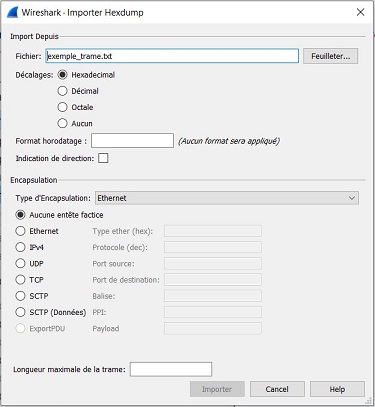 Wireshark - Importer Hexdump
Import Depuis
Fichier: exemple_trame.txt Feuilleter...
Décalages: Hexadecimal
Décimal
Octale
Aucun
Format horodatage : (Aucun format sera appliqué)
Indication de direction:
Encapsulation
Type d'Encapsulation: Ethernet
Aucune entête factice
Ethernet Type ether (hex):
IPv4 Protocole (dec):
UDP Port source:
TCP Port de destination:
SCTP Balise:
SCTP (Données) PPI:
ExportPDU Payload
Longueur maximale de la trame:
Importer Cancel Help